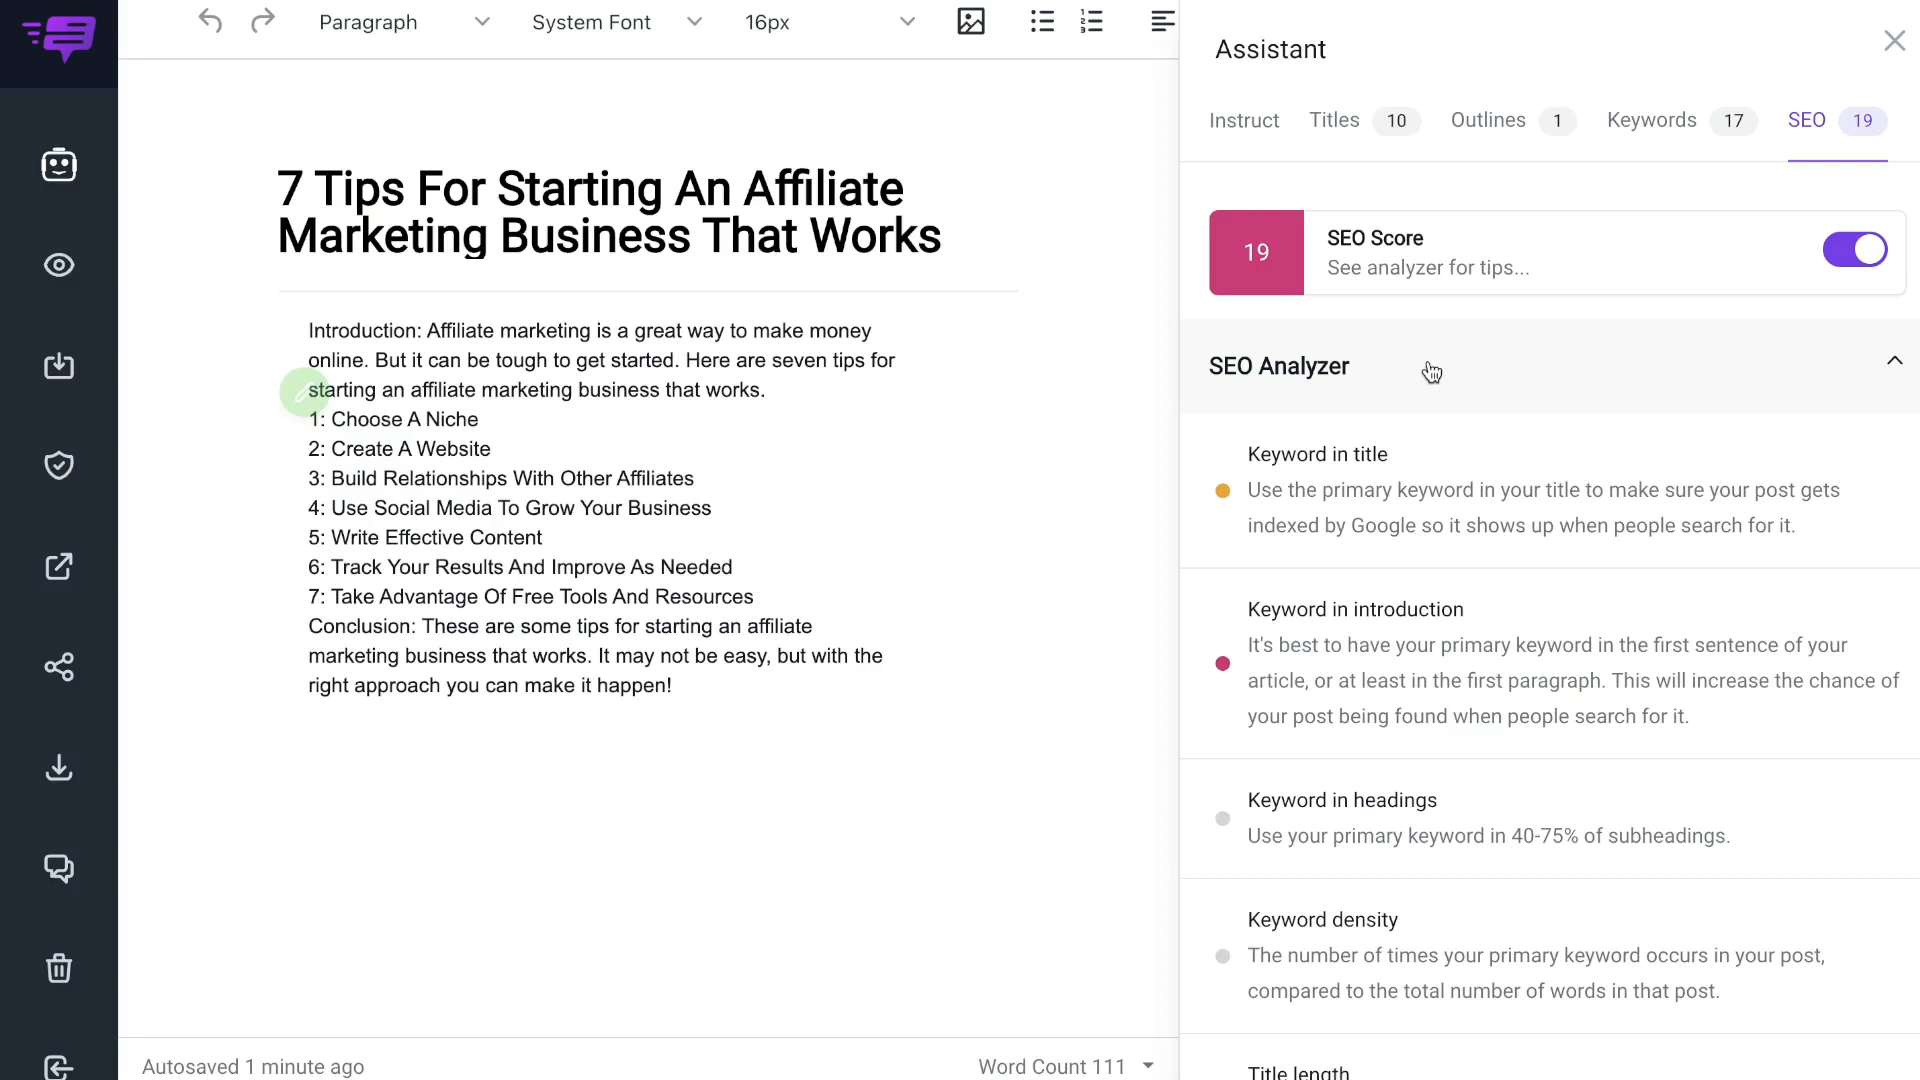 Paragraph
System Font
16px
7 Tips For Starting An Affiliate
Marketing Business That Works
Introduction: Affiliate marketing is a great way to make money
online. But it can be tough to get started. Here are seven tips for
starting an affiliate marketing business that works.
1: Choose A Niche
2: Create A Website
3: Build Relationships With Other Affiliates
4: Use Social Media To Grow Your Business
5: Write Effective Content
6: Track Your Results And Improve As Needed
7: Take Advantage Of Free Tools And Resources
Conclusion: These are some tips for starting an affiliate
marketing business that works. It may not be easy, but with the
right approach you can make it happen!
Autosaved 1 minute ago
Word Count 111
Assistant
Instruct
Titles 10
Outlines 1
Keywords 17
SEO 19
19
SEO Score
See analyzer for tips...
SEO Analyzer
Keyword in title
Use the primary keyword in your title to make sure your post gets
indexed by Google so it shows up when people search for it.
Keyword in introduction
It's best to have your primary keyword in the first sentence of your
article, or at least in the first paragraph. This will increase the chance of
your post being found when people search for it.
Keyword in headings
Use your primary keyword in 40-75% of subheadings.
Keyword density
The number of times your primary keyword occurs in your post,
compared to the total number of words in that post.
Title length